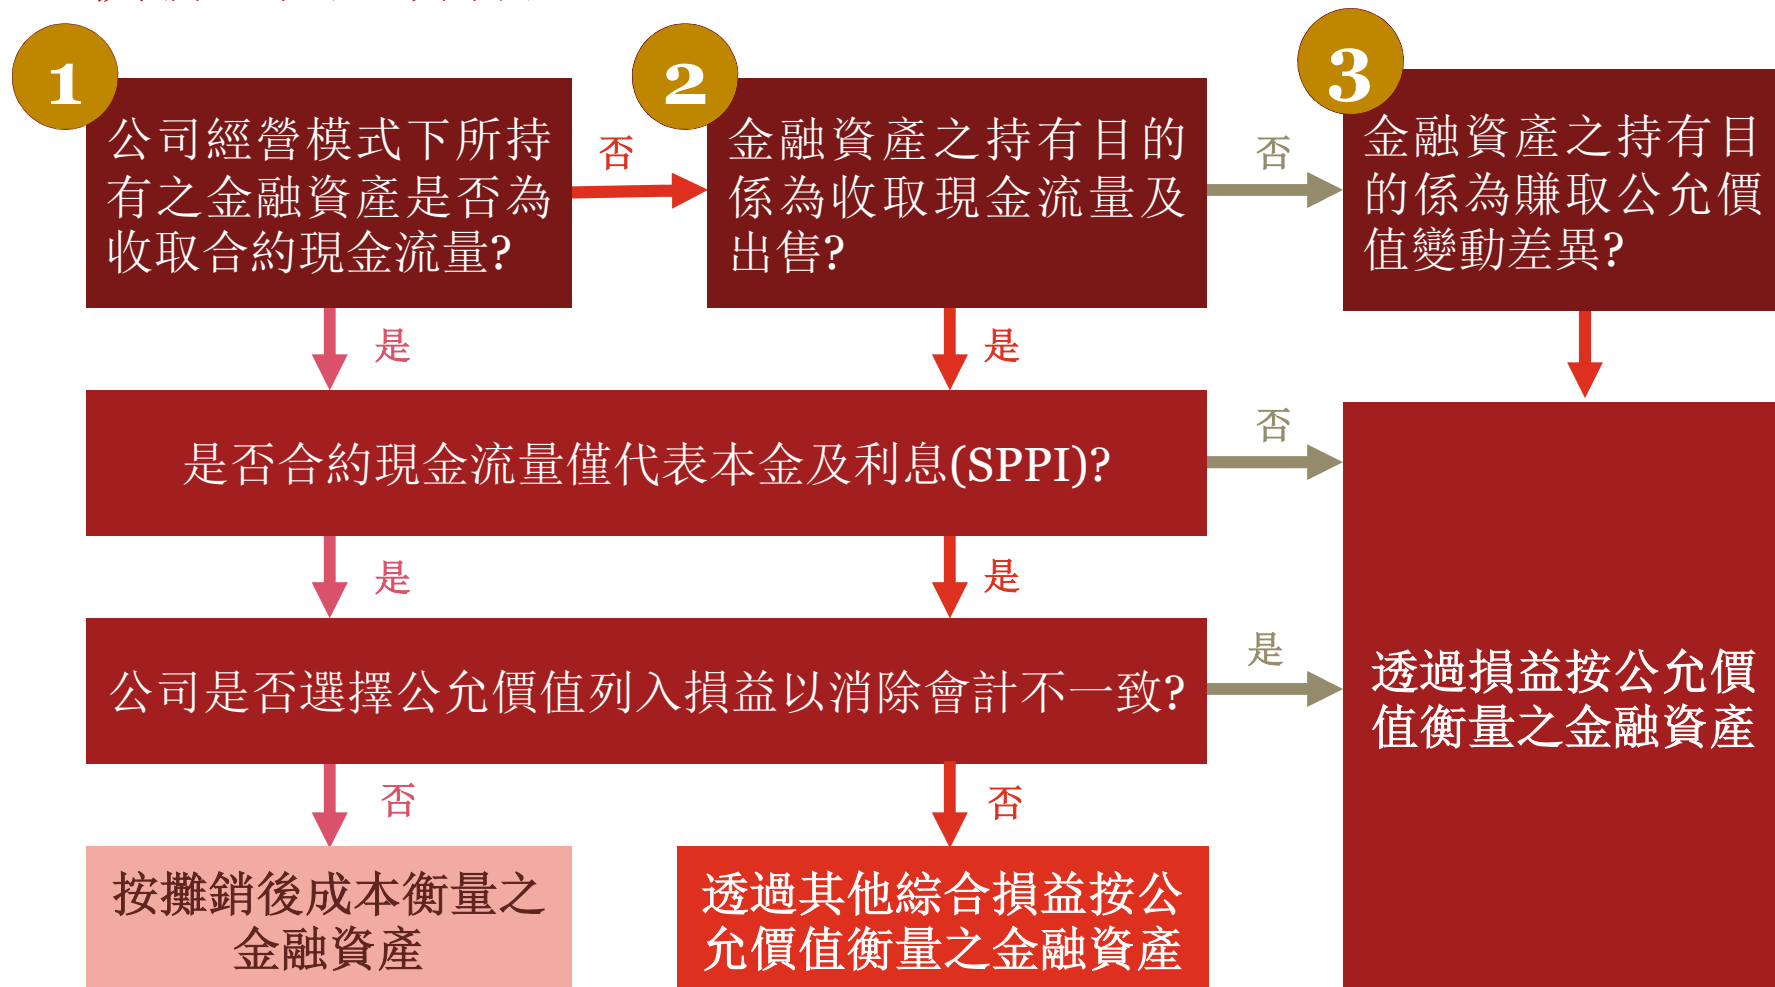 1
公司經營模式下所持
有之金融資產是否為
收取合約現金流量?
否
2
金融資產之持有目的
係為收取現金流量及
出售?
否
3
金融資產之持有目
的係為賺取公允價
值變動差異?
是
是
是否合約現金流量僅代表本金及利息(SPPI)?
否
是
是
公司是否選擇公允價值列入損益以消除會計不一致?
是
否
否
按攤銷後成本衡量之
金融資產
透過其他綜合損益按公
允價值衡量之金融資產
透過損益按公允價
值衡量之金融資產